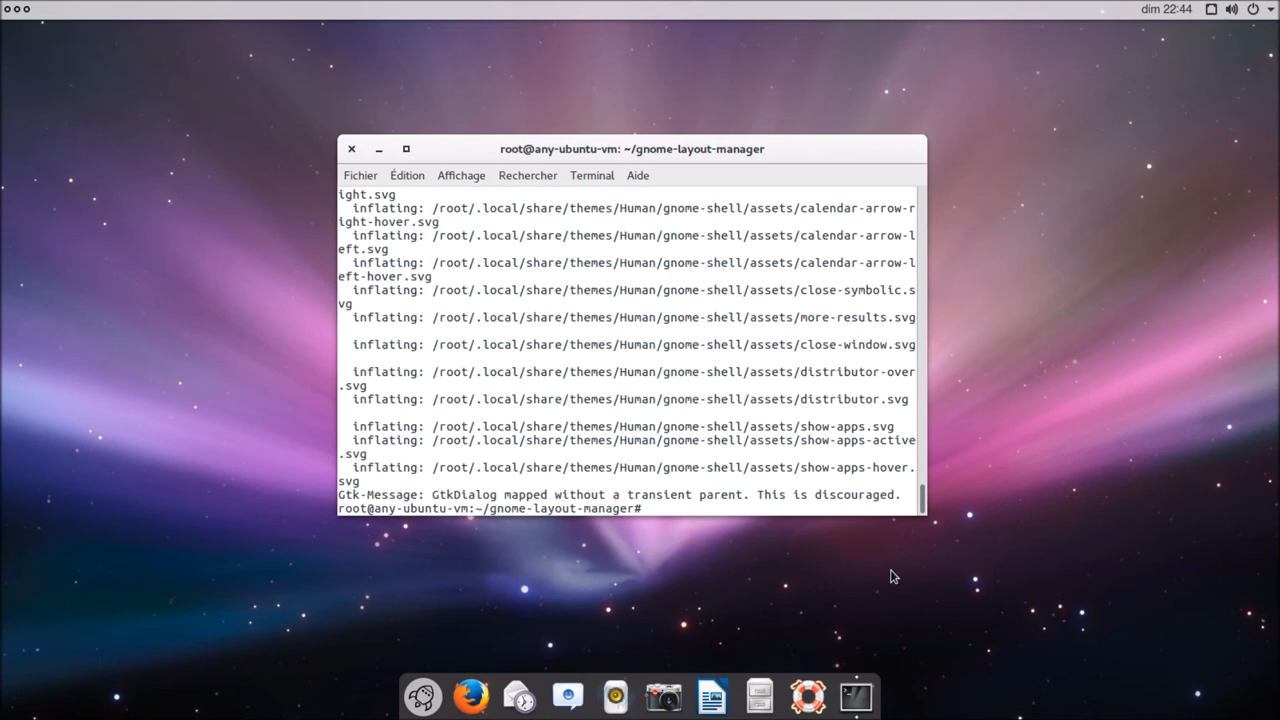 dim 22:44
root@any-ubuntu-vm: ~/gnome-layout-manager
Fichier Édition Affichage Rechercher Terminal Aide
ight.svg
  inflating: /root/.local/share/themes/Human/gnome-shell/assets/calendar-arrow-r
ight-hover.svg
  inflating: /root/.local/share/themes/Human/gnome-shell/assets/calendar-arrow-l
eft.svg
  inflating: /root/.local/share/themes/Human/gnome-shell/assets/calendar-arrow-l
eft-hover.svg
  inflating: /root/.local/share/themes/Human/gnome-shell/assets/close-symbolic.s
vg
  inflating: /root/.local/share/themes/Human/gnome-shell/assets/more-results.svg
  inflating: /root/.local/share/themes/Human/gnome-shell/assets/close-window.svg
  inflating: /root/.local/share/themes/Human/gnome-shell/assets/distributor-over
.svg
  inflating: /root/.local/share/themes/Human/gnome-shell/assets/distributor.svg
  inflating: /root/.local/share/themes/Human/gnome-shell/assets/show-apps.svg
  inflating: /root/.local/share/themes/Human/gnome-shell/assets/show-apps-active
.svg
  inflating: /root/.local/share/themes/Human/gnome-shell/assets/show-apps-hover.
svg
Gtk-Message: GtkDialog mapped without a transient parent. This is discouraged.
root@any-ubuntu-vm:~/gnome-layout-manager#